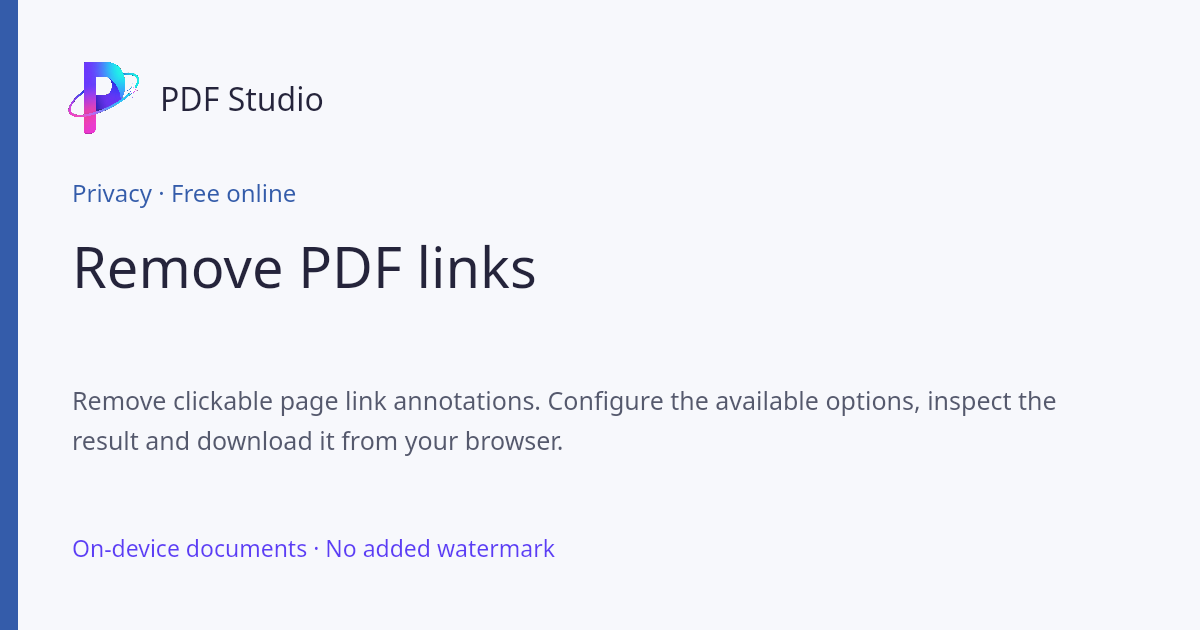 PDF Studio
Privacy · Free online
Remove PDF links
Remove clickable page link annotations. Configure the available options, inspect the
result and download it from your browser.
On-device documents · No added watermark